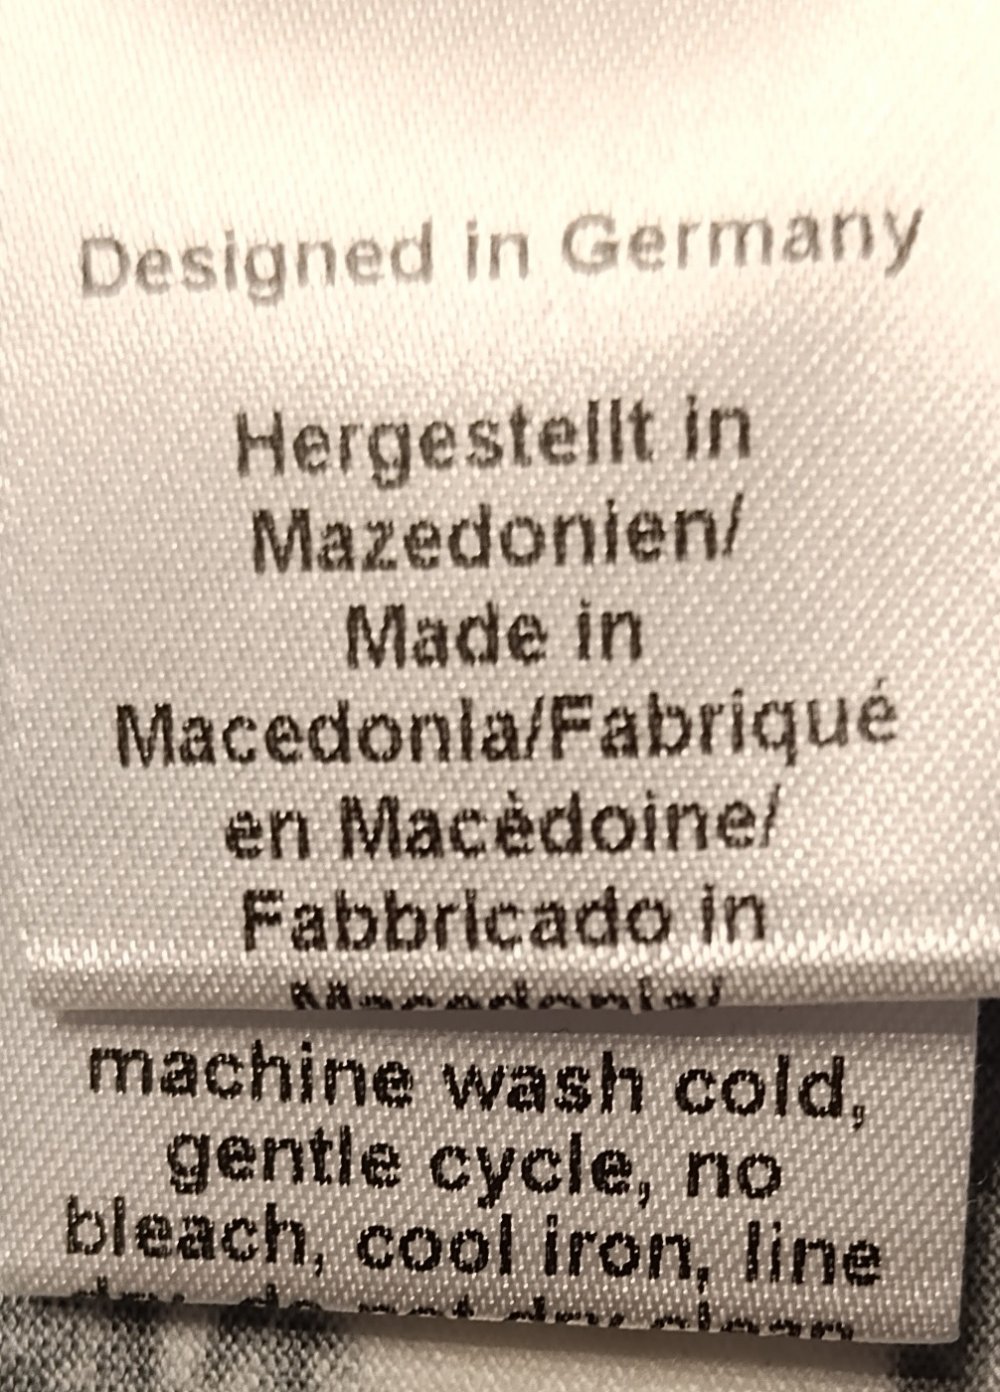 Designed in Germany
Hergestellt in
Mazedonien/
Made in
Macedonia/Fabriqué
en Macèdoine/
Fabbricado in
machine wash cold,
gentle cycle, no
bleach, cool iron, line